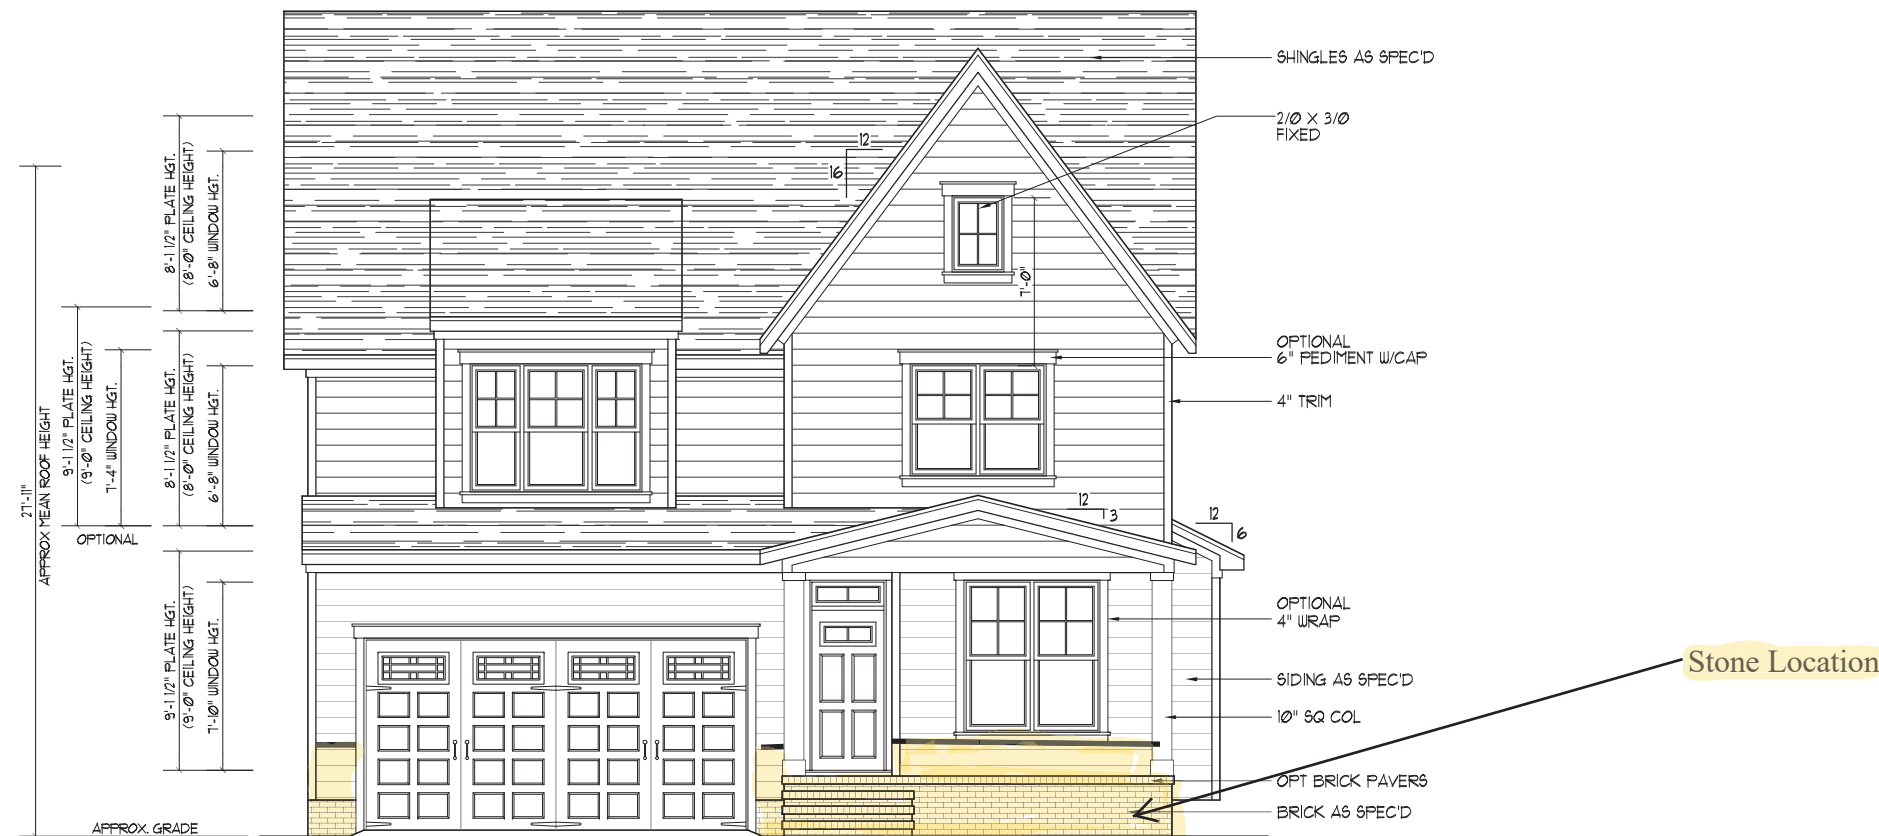 SHINGLES AS SPEC'D
2/0 X 3/0
FIXED
12
16
7'-0"
8'-1 1/2" PLATE HGT.
(8'-0" CEILING HEIGHT)
6'-8" WINDOW HGT.
OPTIONAL
6" PEDIMENT W/CAP
4" TRIM
9'-1 1/2" PLATE HGT.
(9'-0" CEILING HEIGHT)
7'-4" WINDOW HGT.
OPTIONAL
8'-1 1/2" PLATE HGT.
(8'-0" CEILING HEIGHT)
6'-8" WINDOW HGT.
27'-11"
APPROX MEAN ROOF HEIGHT
12
3
12
6
9'-1 1/2" PLATE HGT.
(9'-0" CEILING HEIGHT)
7'-10" WINDOW HGT.
OPTIONAL
4" WRAP
Stone Location
SIDING AS SPEC'D
10" SQ COL
OPT BRICK PAVERS
BRICK AS SPEC'D
APPROX. GRADE